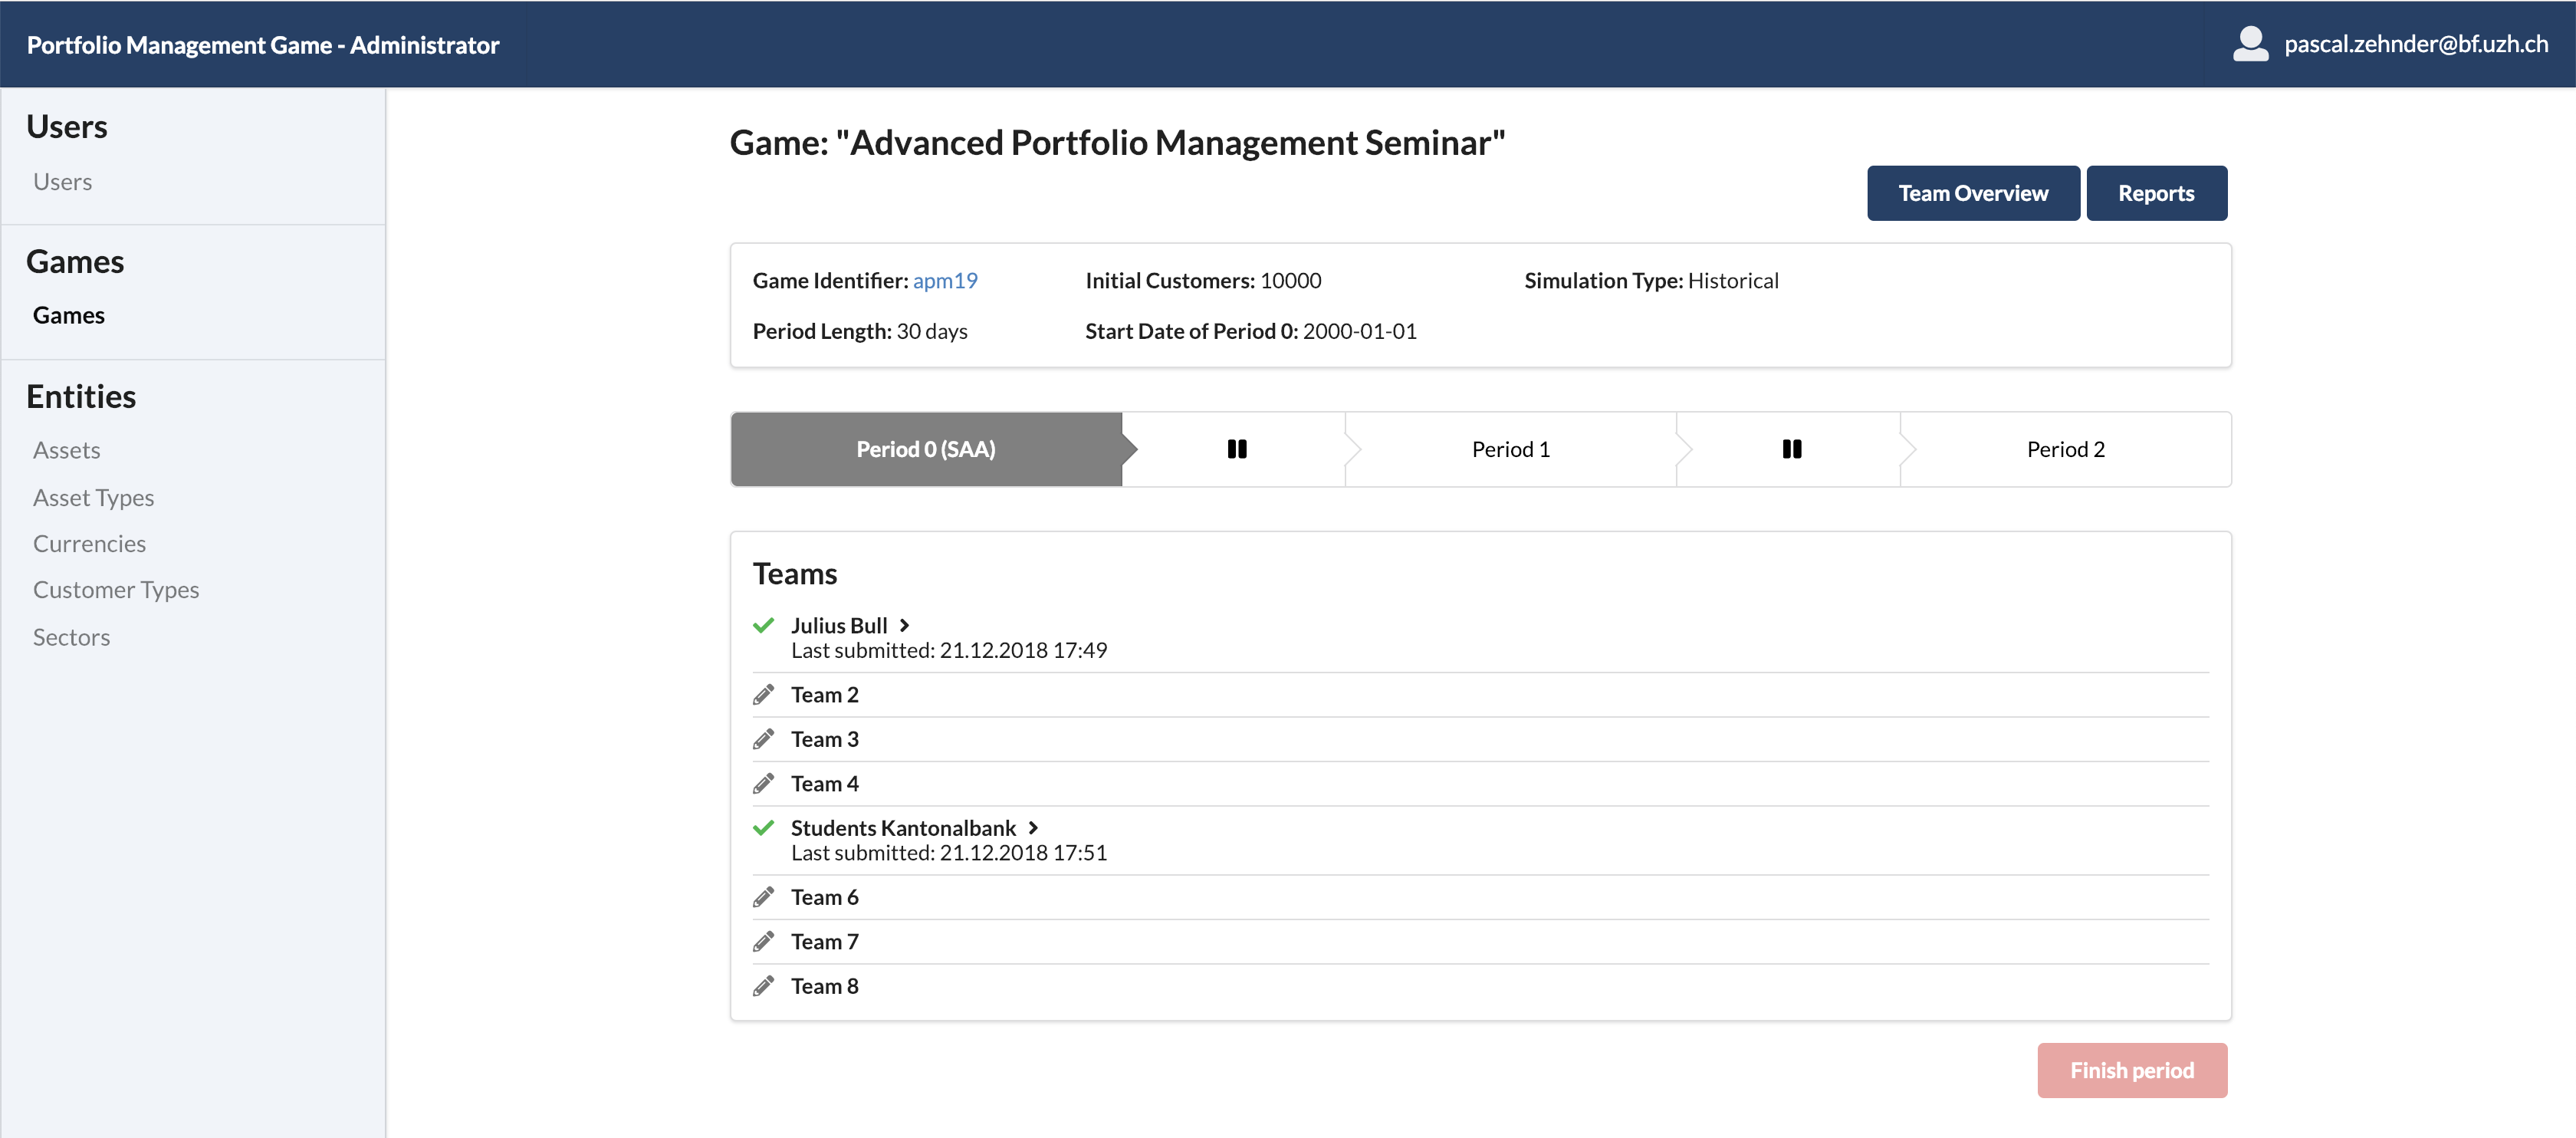 Portfolio Management Game - Administrator
pascal.zehnder@bf.uzh.ch
Users
Users
Games
Games
Entities
Assets
Asset Types
Currencies
Customer Types
Sectors
Game: "Advanced Portfolio Management Seminar"
Team Overview
Reports
Game Identifier: apm19
Initial Customers: 10000
Simulation Type: Historical
Period Length: 30 days
Start Date of Period 0: 2000-01-01
Period 0 (SAA)
Period 1
Period 2
Teams
Julius Bull
Last submitted: 21.12.2018 17:49
Team 2
Team 3
Team 4
Students Kantonalbank
Last submitted: 21.12.2018 17:51
Team 6
Team 7
Team 8
Finish period